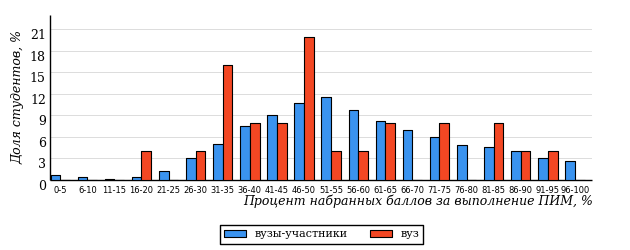 Доля студентов, %
21
18
15
12
9
6
3
0
0-5 6-10 11-15 16-20 21-25 26-30 31-35 36-40 41-45 46-50 51-55 56-60 61-65 66-70 71-75 76-80 81-85 86-90 91-95 96-100
Процент набранных баллов за выполнение ПИМ, %
вузы-участники вуз